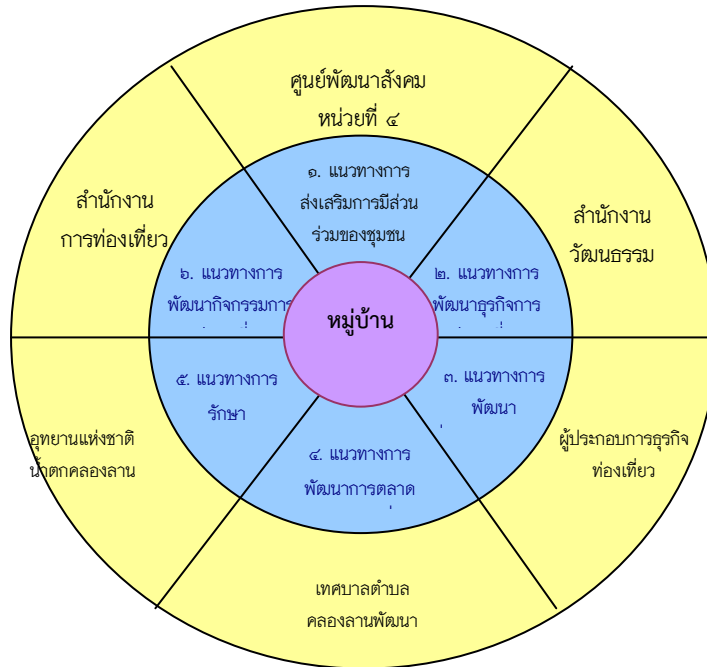 ศูนย์พัฒนาสังคม
หน่วยที่ ๔
สำนักงาน
วัฒนธรรม
ผู้ประกอบการธุรกิจ
ท่องเที่ยว
เทศบาลตำบล
คลองลานพัฒนา
อุทยานแห่งชาติ
น้ำตกคลองลาน
สำนักงาน
การท่องเที่ยว
๑. แนวทางการ
ส่งเสริมการมีส่วน
ร่วมของชุมชน
๒. แนวทางการ
พัฒนาธุรกิจการ
๓. แนวทางการ
พัฒนา
๔. แนวทางการ
พัฒนาการตลาด
๕. แนวทางการ
รักษา
๖. แนวทางการ
พัฒนากิจกรรมการ
หมู่บ้าน